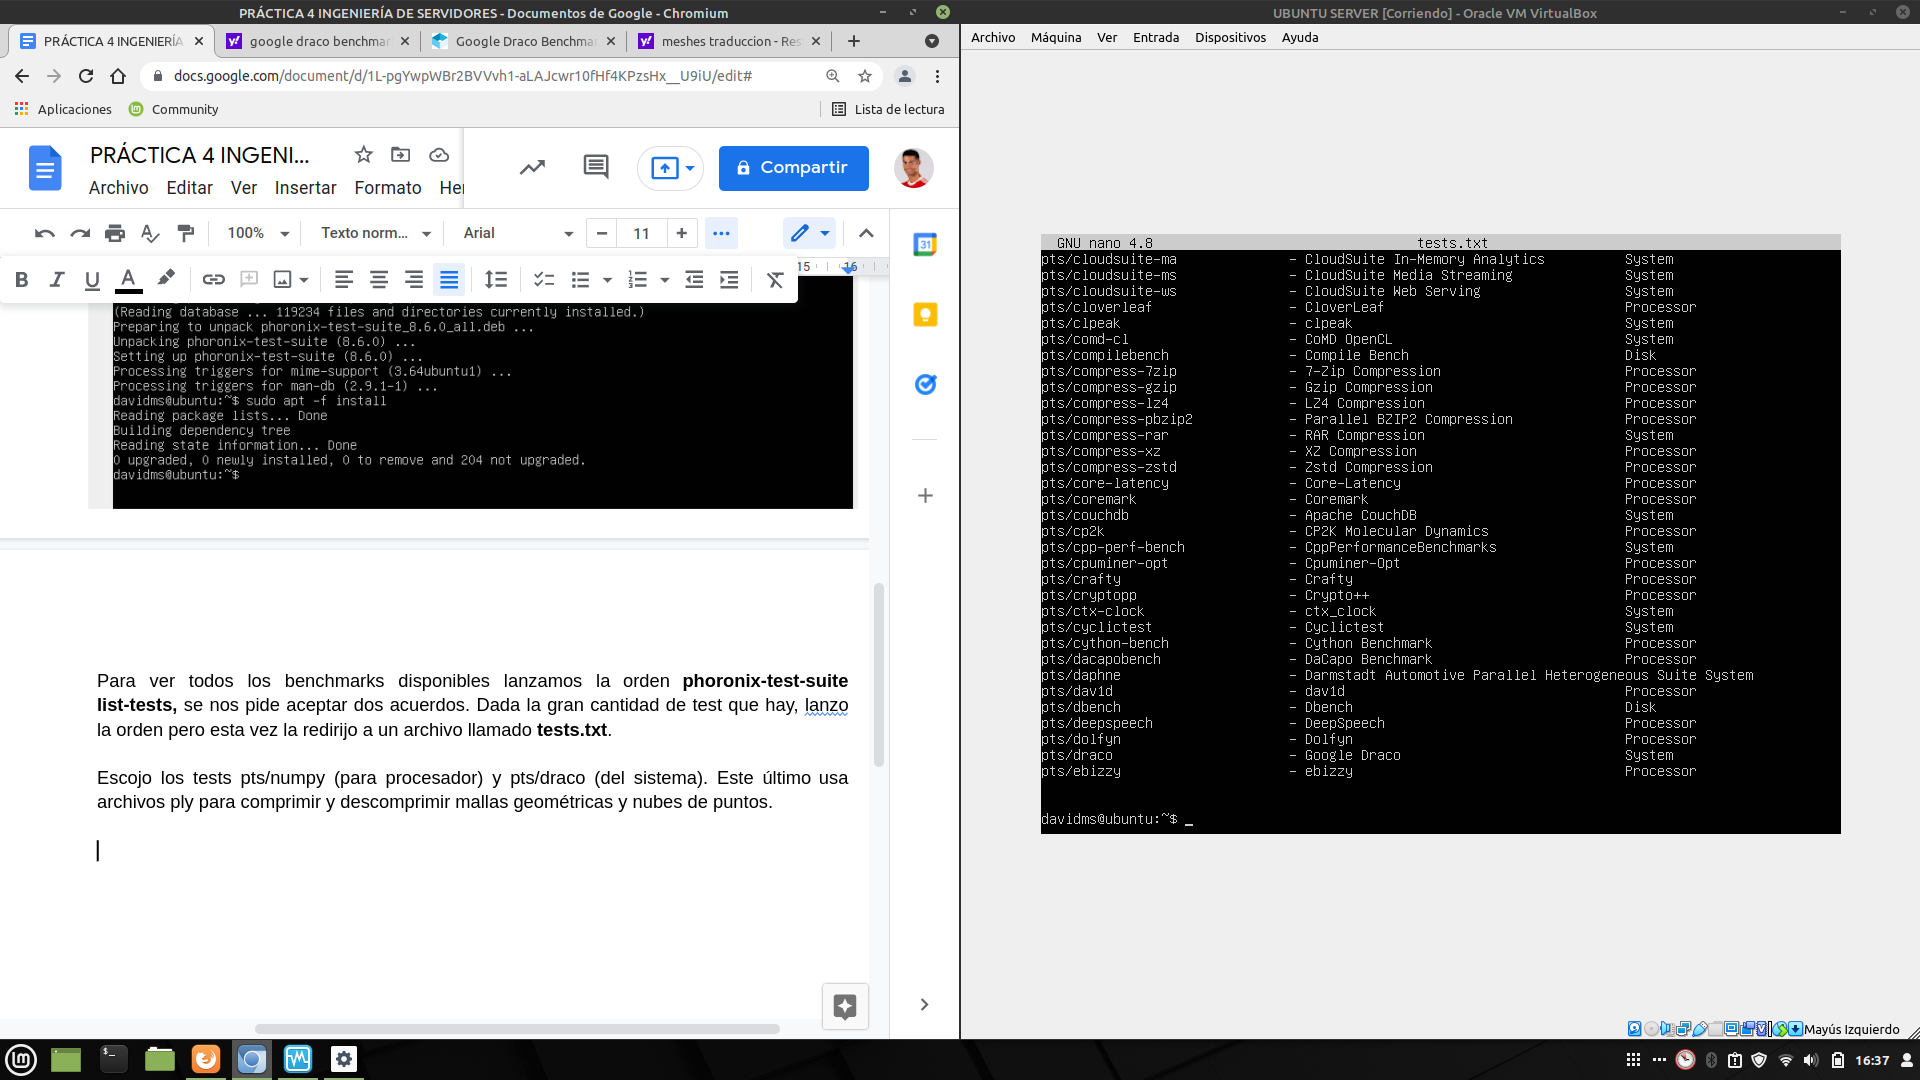 PRÁCTICA 4 INGENIERÍA DE SERVIDORES - Documentos de Google - Chromium
PRÁCTICA 4 INGENIERÍA
google draco benchmar
Google Draco Benchmar
meshes traduccion - Res
docs.google.com/document/d/1L-pgYwpWBr2BVVvh1-aLAJcwr10fHf4KPzsHx__U9iU/edit#
Aplicaciones
Community
Lista de lectura
PRÁCTICA 4 INGENI...
Archivo Editar Ver Insertar Formato Her
Compartir
100% Texto norm... Arial 11
15 16
(Reading database ... 119234 files and directories currently installed.)
Preparing to unpack phoronix-test-suite_8.6.0_all.deb ...
Unpacking phoronix-test-suite (8.6.0) ...
Setting up phoronix-test-suite (8.6.0) ...
Processing triggers for mime-support (3.64ubuntu1) ...
Processing triggers for man-db (2.9.1-1) ...
davidms@ubuntu:~$ sudo apt -f install
Reading package lists... Done
Building dependency tree
Reading state information... Done
0 upgraded, 0 newly installed, 0 to remove and 204 not upgraded.
davidms@ubuntu:~$
Para ver todos los benchmarks disponibles lanzamos la orden phoronix-test-suite
list-tests, se nos pide aceptar dos acuerdos. Dada la gran cantidad de test que hay, lanzo
la orden pero esta vez la redirijo a un archivo llamado tests.txt.
Escojo los tests pts/numpy (para procesador) y pts/draco (del sistema). Este último usa
archivos ply para comprimir y descomprimir mallas geométricas y nubes de puntos.
UBUNTU SERVER [Corriendo] - Oracle VM VirtualBox
Archivo Máquina Ver Entrada Dispositivos Ayuda
GNU nano 4.8 tests.txt
pts/cloudsuite-ma - CloudSuite In-Memory Analytics System
pts/cloudsuite-ms - CloudSuite Media Streaming System
pts/cloudsuite-ws - CloudSuite Web Serving System
pts/cloverleaf - CloverLeaf Processor
pts/clpeak - clpeak System
pts/comd-cl - CoMD OpenCL System
pts/compilebench - Compile Bench Disk
pts/compress-7zip - 7-Zip Compression Processor
pts/compress-gzip - Gzip Compression Processor
pts/compress-lz4 - LZ4 Compression Processor
pts/compress-pbzip2 - Parallel BZIP2 Compression Processor
pts/compress-rar - RAR Compression System
pts/compress-xz - XZ Compression Processor
pts/compress-zstd - Zstd Compression Processor
pts/core-latency - Core-Latency Processor
pts/coremark - Coremark Processor
pts/couchdb - Apache CouchDB System
pts/cp2k - CP2K Molecular Dynamics Processor
pts/cpp-perf-bench - CppPerformanceBenchmarks System
pts/cpuminer-opt - Cpuminer-Opt Processor
pts/crafty - Crafty Processor
pts/cryptopp - Crypto++ Processor
pts/ctx-clock - ctx_clock System
pts/cyclictest - Cyclictest System
pts/cython-bench - Cython Benchmark Processor
pts/dacapobench - DaCapo Benchmark Processor
pts/daphne - Darmstadt Automotive Parallel Heterogeneous Suite System
pts/dav1d - dav1d Processor
pts/dbench - Dbench Disk
pts/deepspeech - DeepSpeech Processor
pts/dolfyn - Dolfyn Processor
pts/draco - Google Draco System
pts/ebizzy - ebizzy Processor
davidms@ubuntu:~$ _
Mayús Izquierdo
16:37